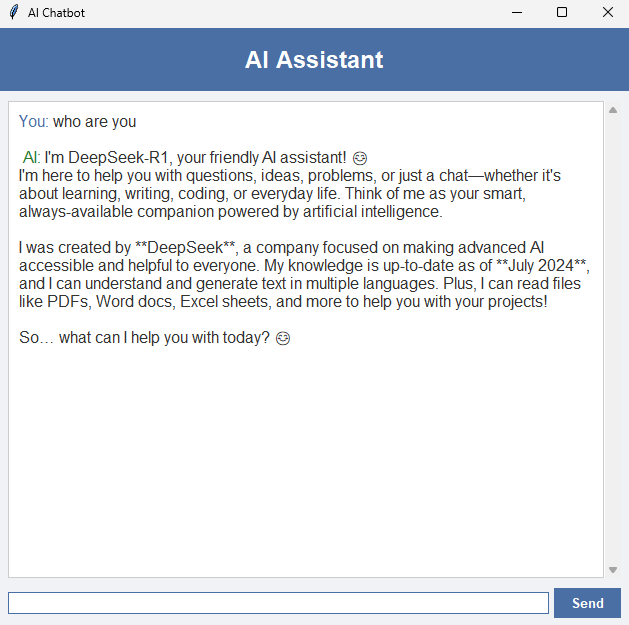 AI Chatbot
AI Assistant
You: who are you
AI: I'm DeepSeek-R1, your friendly AI assistant! 😊
I'm here to help you with questions, ideas, problems, or just a chat—whether it's
about learning, writing, coding, or everyday life. Think of me as your smart,
always-available companion powered by artificial intelligence.
I was created by **DeepSeek**, a company focused on making advanced AI
accessible and helpful to everyone. My knowledge is up-to-date as of **July 2024**,
and I can understand and generate text in multiple languages. Plus, I can read files
like PDFs, Word docs, Excel sheets, and more to help you with your projects!
So… what can I help you with today? 😊
Send